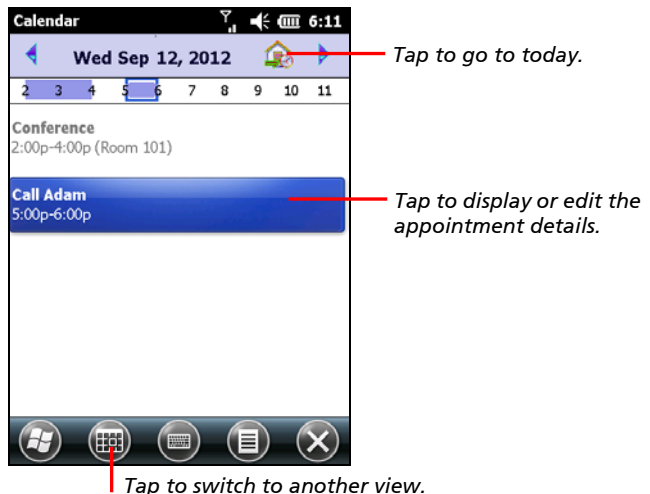 Calendar 6:11
Wed Sep 12, 2012
Tap to go to today.
2 3 4 5 6 7 8 9 10 11
Conference
2:00p-4:00p (Room 101)
Call Adam
5:00p-6:00p
Tap to display or edit the
appointment details.
Tap to switch to another view.